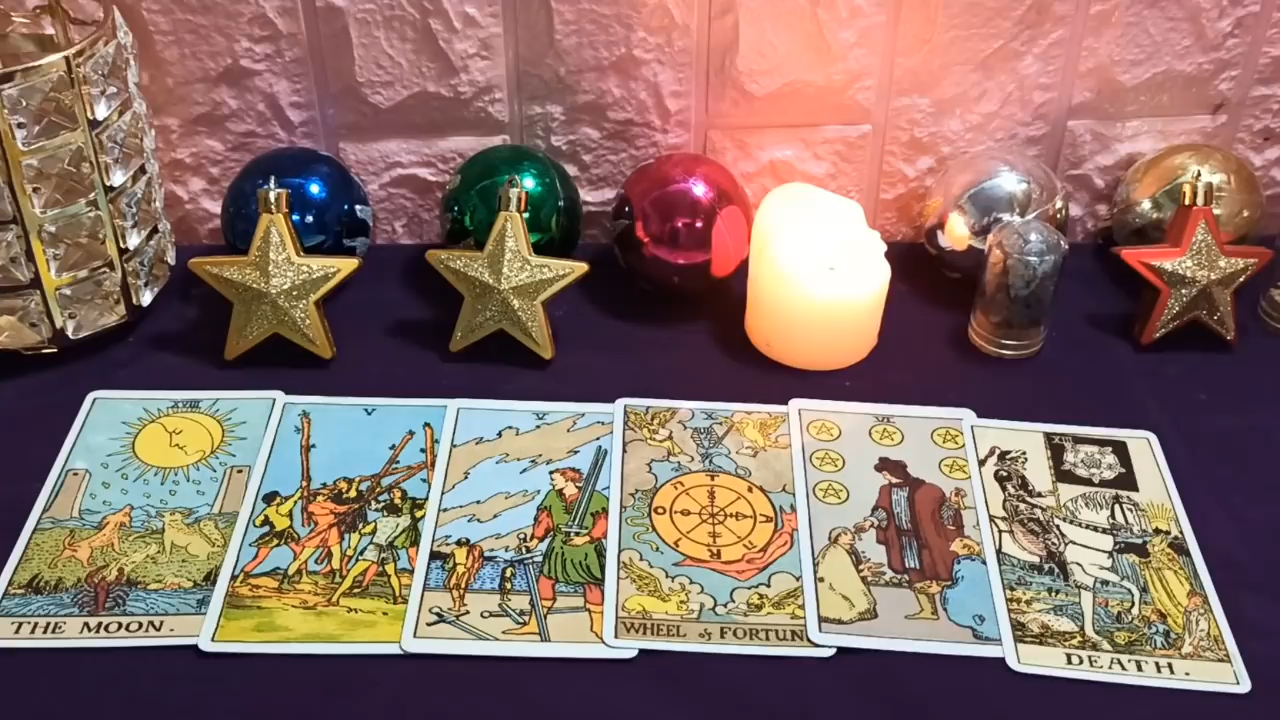 XVIII
THE MOON.
V
V
X
T
A
R
O
WHEEL of FORTUN
VI
XIII
DEATH.